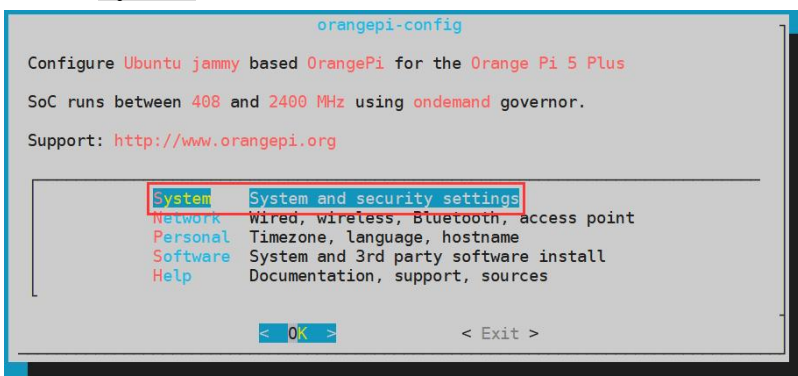 orangepi-config
Configure Ubuntu jammy based OrangePi for the Orange Pi 5 Plus
SoC runs between 408 and 2400 MHz using ondemand governor.
Support: http://www.orangepi.org
System System and security settings
Network Wired, wireless, Bluetooth, access point
Personal Timezone, language, hostname
Software System and 3rd party software install
Help Documentation, support, sources
< OK > < Exit >